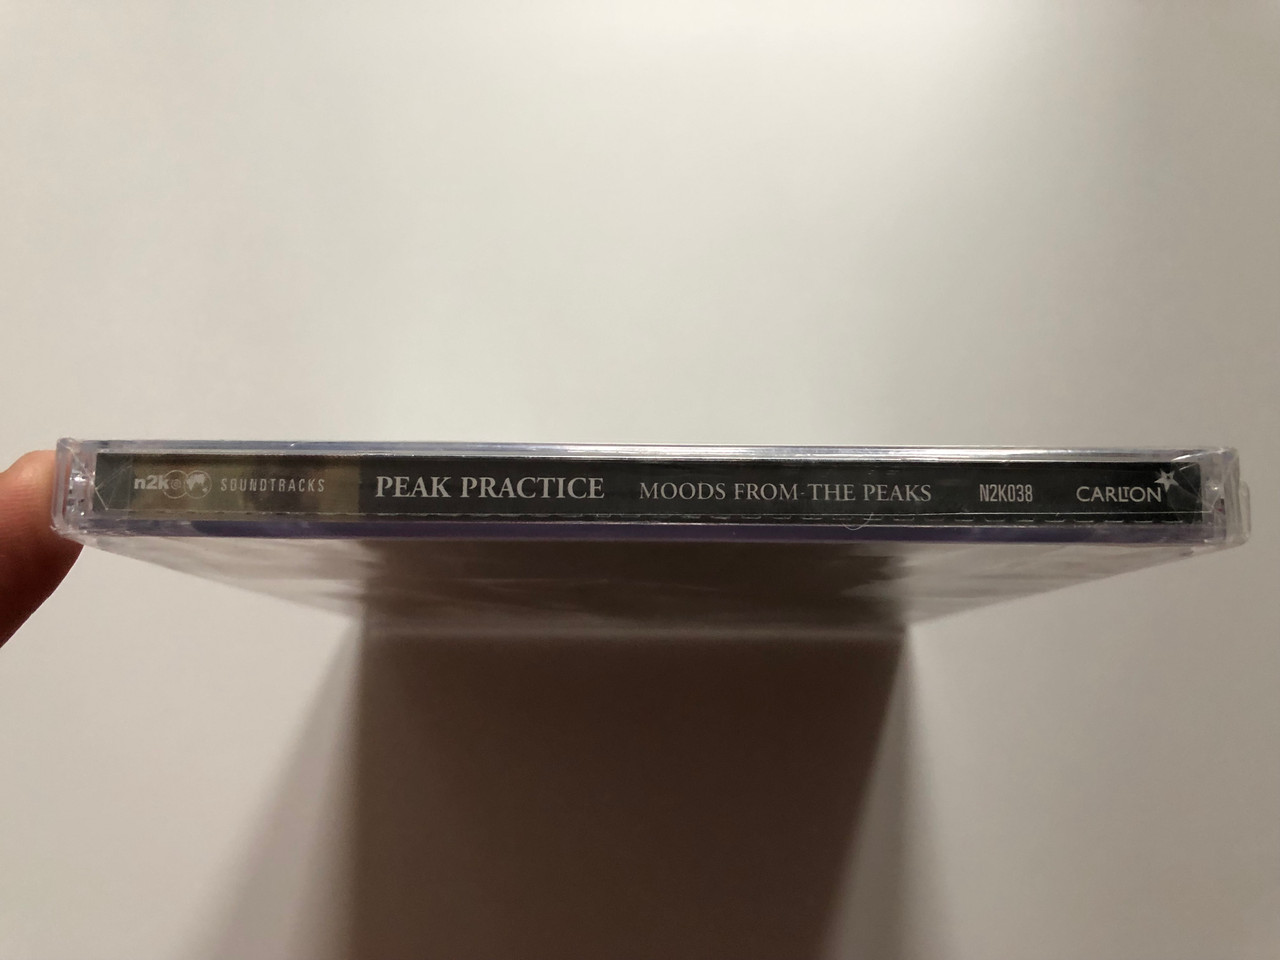 n2k SOUNDTRACKS PEAK PRACTICE MOODS FROM THE PEAKS N2K038 CARLTON